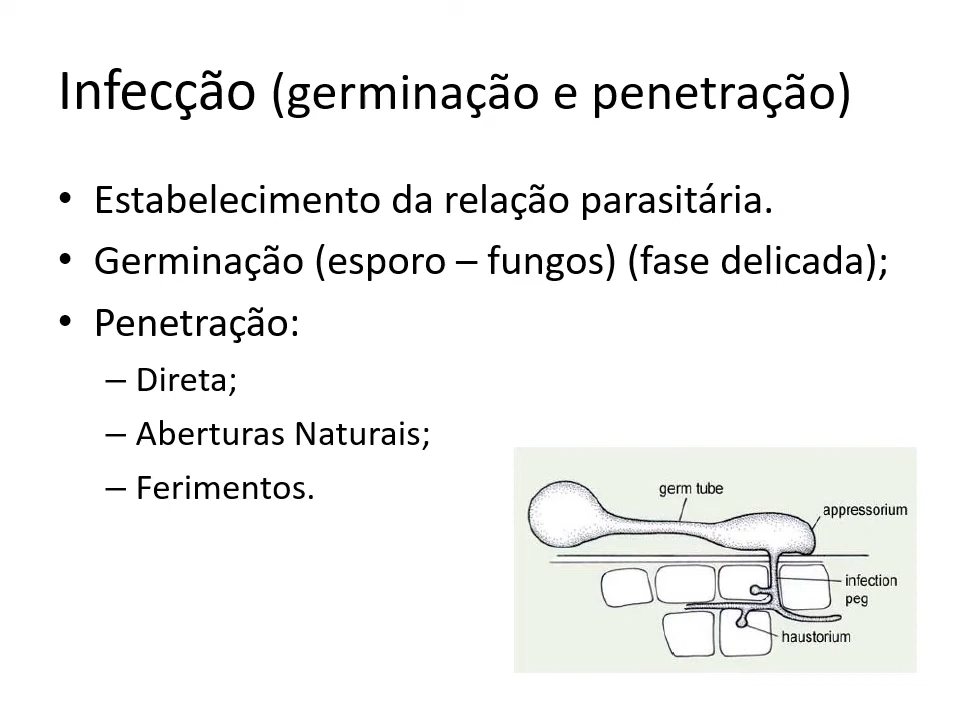 Infecção (germinação e penetração)
• Estabelecimento da relação parasitária.
• Germinação (esporo – fungos) (fase delicada);
• Penetração:
– Direta;
– Aberturas Naturais;
– Ferimentos.
germ tube
appressorium
infection
peg
haustorium